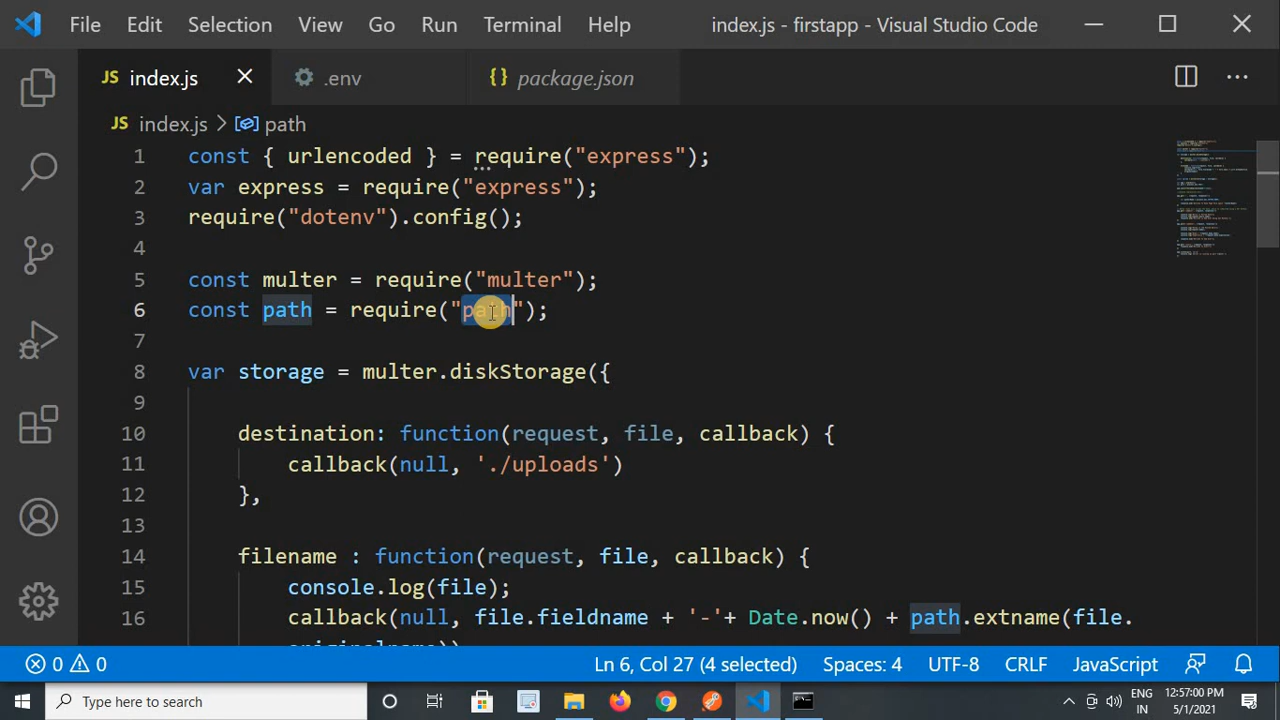 File Edit Selection View Go Run Terminal Help index.js - firstapp - Visual Studio Code
JS index.js .env {} package.json
JS index.js > path
1 const { urlencoded } = require("express");
2 var express = require("express");
3 require("dotenv").config();
4
5 const multer = require("multer");
6 const path = require("path");
7
8 var storage = multer.diskStorage({
9
10 destination: function(request, file, callback) {
11 callback(null, './uploads')
12 },
13
14 filename : function(request, file, callback) {
15 console.log(file);
16 callback(null, file.fieldname + '-'+ Date.now() + path.extname(file.
originalname))
0 0 Ln 6, Col 27 (4 selected) Spaces: 4 UTF-8 CRLF JavaScript
Type here to search ENG IN 12:57:00 PM 5/1/2021